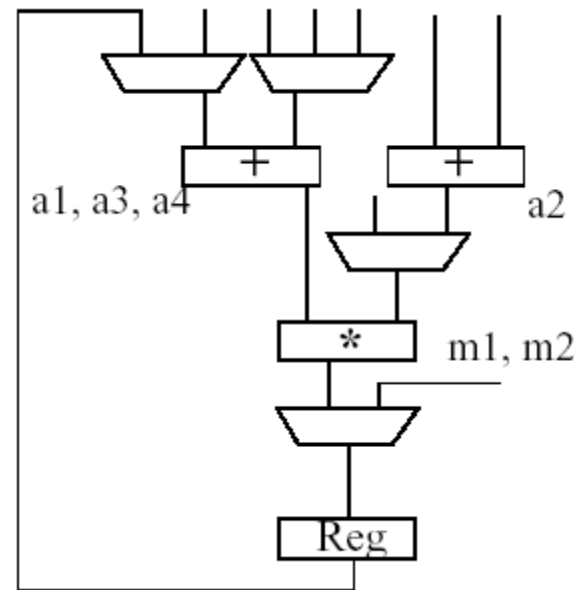 + +
a1, a3, a4
a2
*
m1, m2
Reg